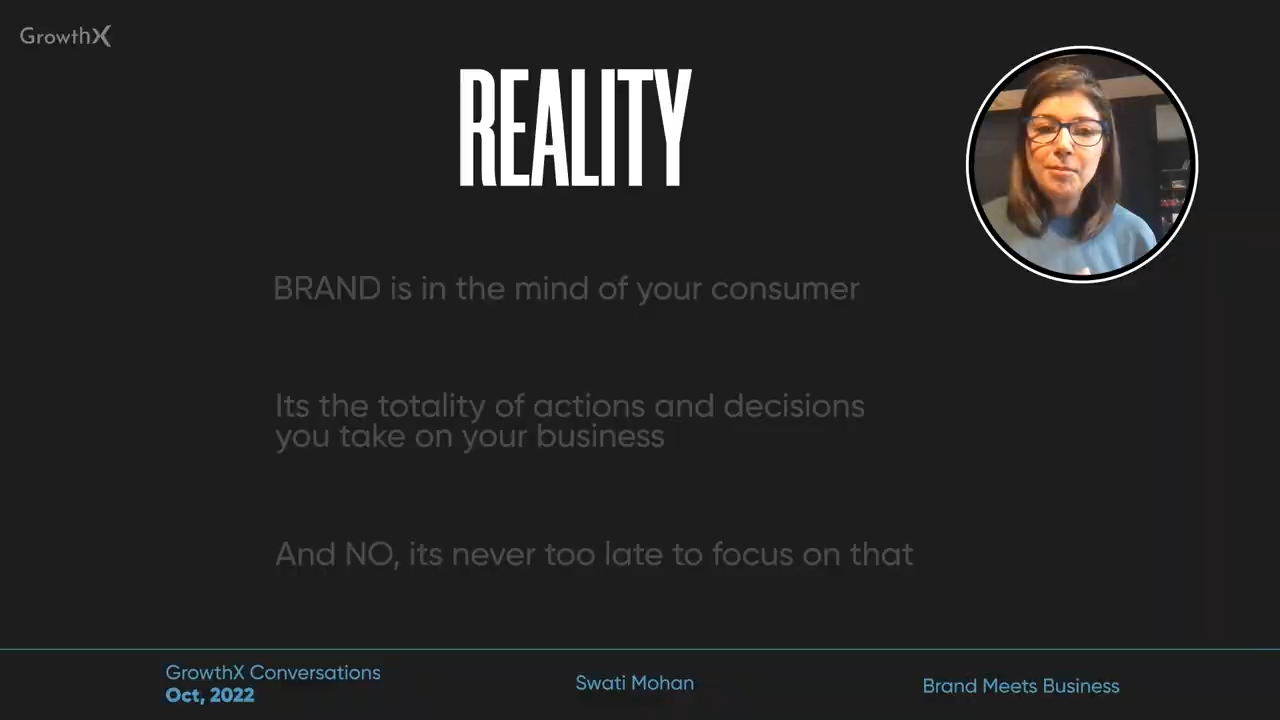 GrowthX
REALITY
BRAND is in the mind of your consumer
Its the totality of actions and decisions
you take on your business
And NO, its never too late to focus on that
GrowthX Conversations
Oct, 2022
Swati Mohan
Brand Meets Business